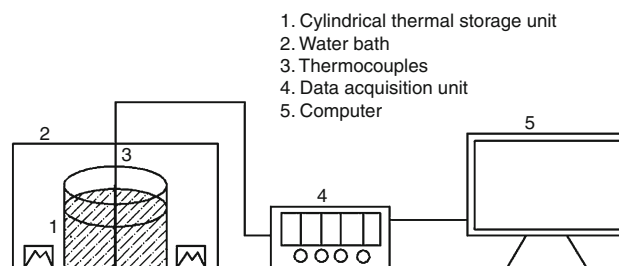 1. Cylindrical thermal storage unit
2. Water bath
3. Thermocouples
4. Data acquisition unit
5. Computer
5
2
3
4
1